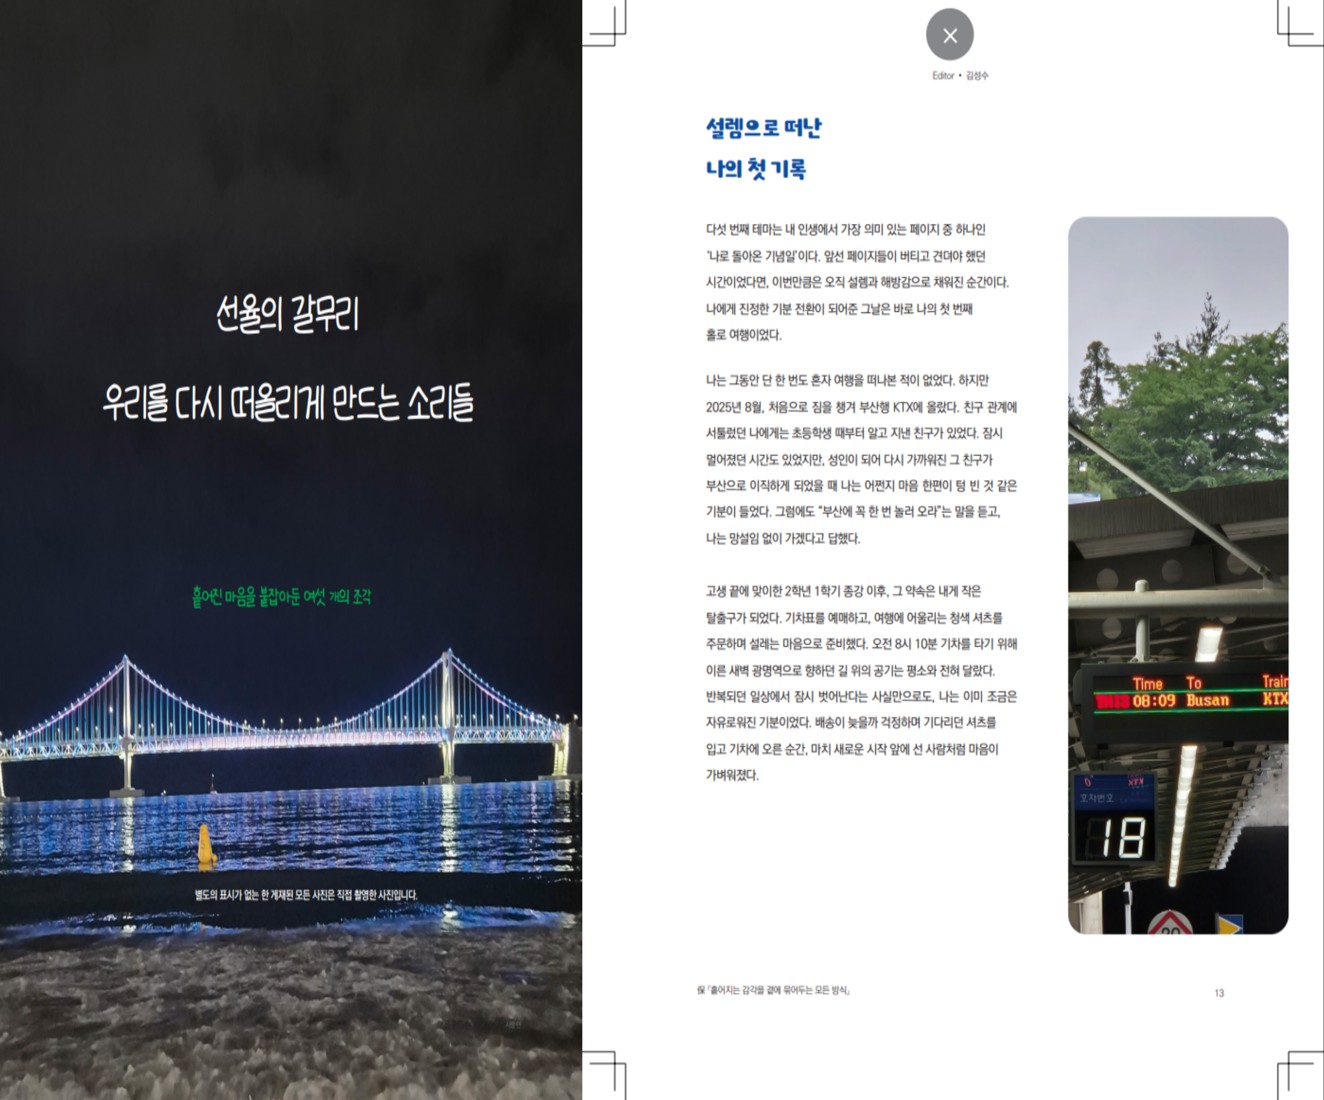 선율의 갈무리
우리를 다시 떠올리게 만드는 소리들
흩어진 마음을 붙잡아둔 여섯 개의 조각
별도의 표시가 없는 한 게재된 모든 사진은 직접 촬영한 사진입니다.
Editor • 김성수
설렘으로 떠난
나의 첫 기록
다섯 번째 테마는 내 인생에서 가장 의미 있는 페이지 중 하나인
'나로 돌아온 기념일'이다. 앞선 페이지들이 버티고 견뎌야 했던
시간이었다면, 이번만큼은 오직 설렘과 해방감으로 채워진 순간이다.
나에게 진정한 기분 전환이 되어준 그날은 바로 나의 첫 번째
홀로 여행이었다.
나는 그동안 단 한 번도 혼자 여행을 떠나본 적이 없었다. 하지만
2025년 8월, 처음으로 짐을 챙겨 부산행 KTX에 올랐다. 친구 관계에
서툴렀던 나에게는 초등학생 때부터 알고 지낸 친구가 있었다. 잠시
멀어졌던 시간도 있었지만, 성인이 되어 다시 가까워진 그 친구가
부산으로 이직하게 되었을 때 나는 어쩐지 마음 한편이 텅 빈 것 같은
기분이 들었다. 그럼에도 "부산에 꼭 한 번 놀러 오라"는 말을 듣고,
나는 망설임 없이 가겠다고 답했다.
고생 끝에 맞이한 2학년 1학기 종강 이후, 그 약속은 내게 작은
탈출구가 되었다. 기차표를 예매하고, 여행에 어울리는 청색 셔츠를
주문하며 설레는 마음으로 준비했다. 오전 8시 10분 기차를 타기 위해
이른 새벽 광명역으로 향하던 길 위의 공기는 평소와 전혀 달랐다.
반복되던 일상에서 잠시 벗어난다는 사실만으로도, 나는 이미 조금은
자유로워진 기분이었다. 배송이 늦을까 걱정하며 기다리던 셔츠를
입고 기차에 오른 순간, 마치 새로운 시작 앞에 선 사람처럼 마음이
가벼워졌다.
Time To Train
08:09 Busan KTX
KTX
호차번호
18
保 「흩어지는 감각을 곁에 묶어두는 모든 방식」
13